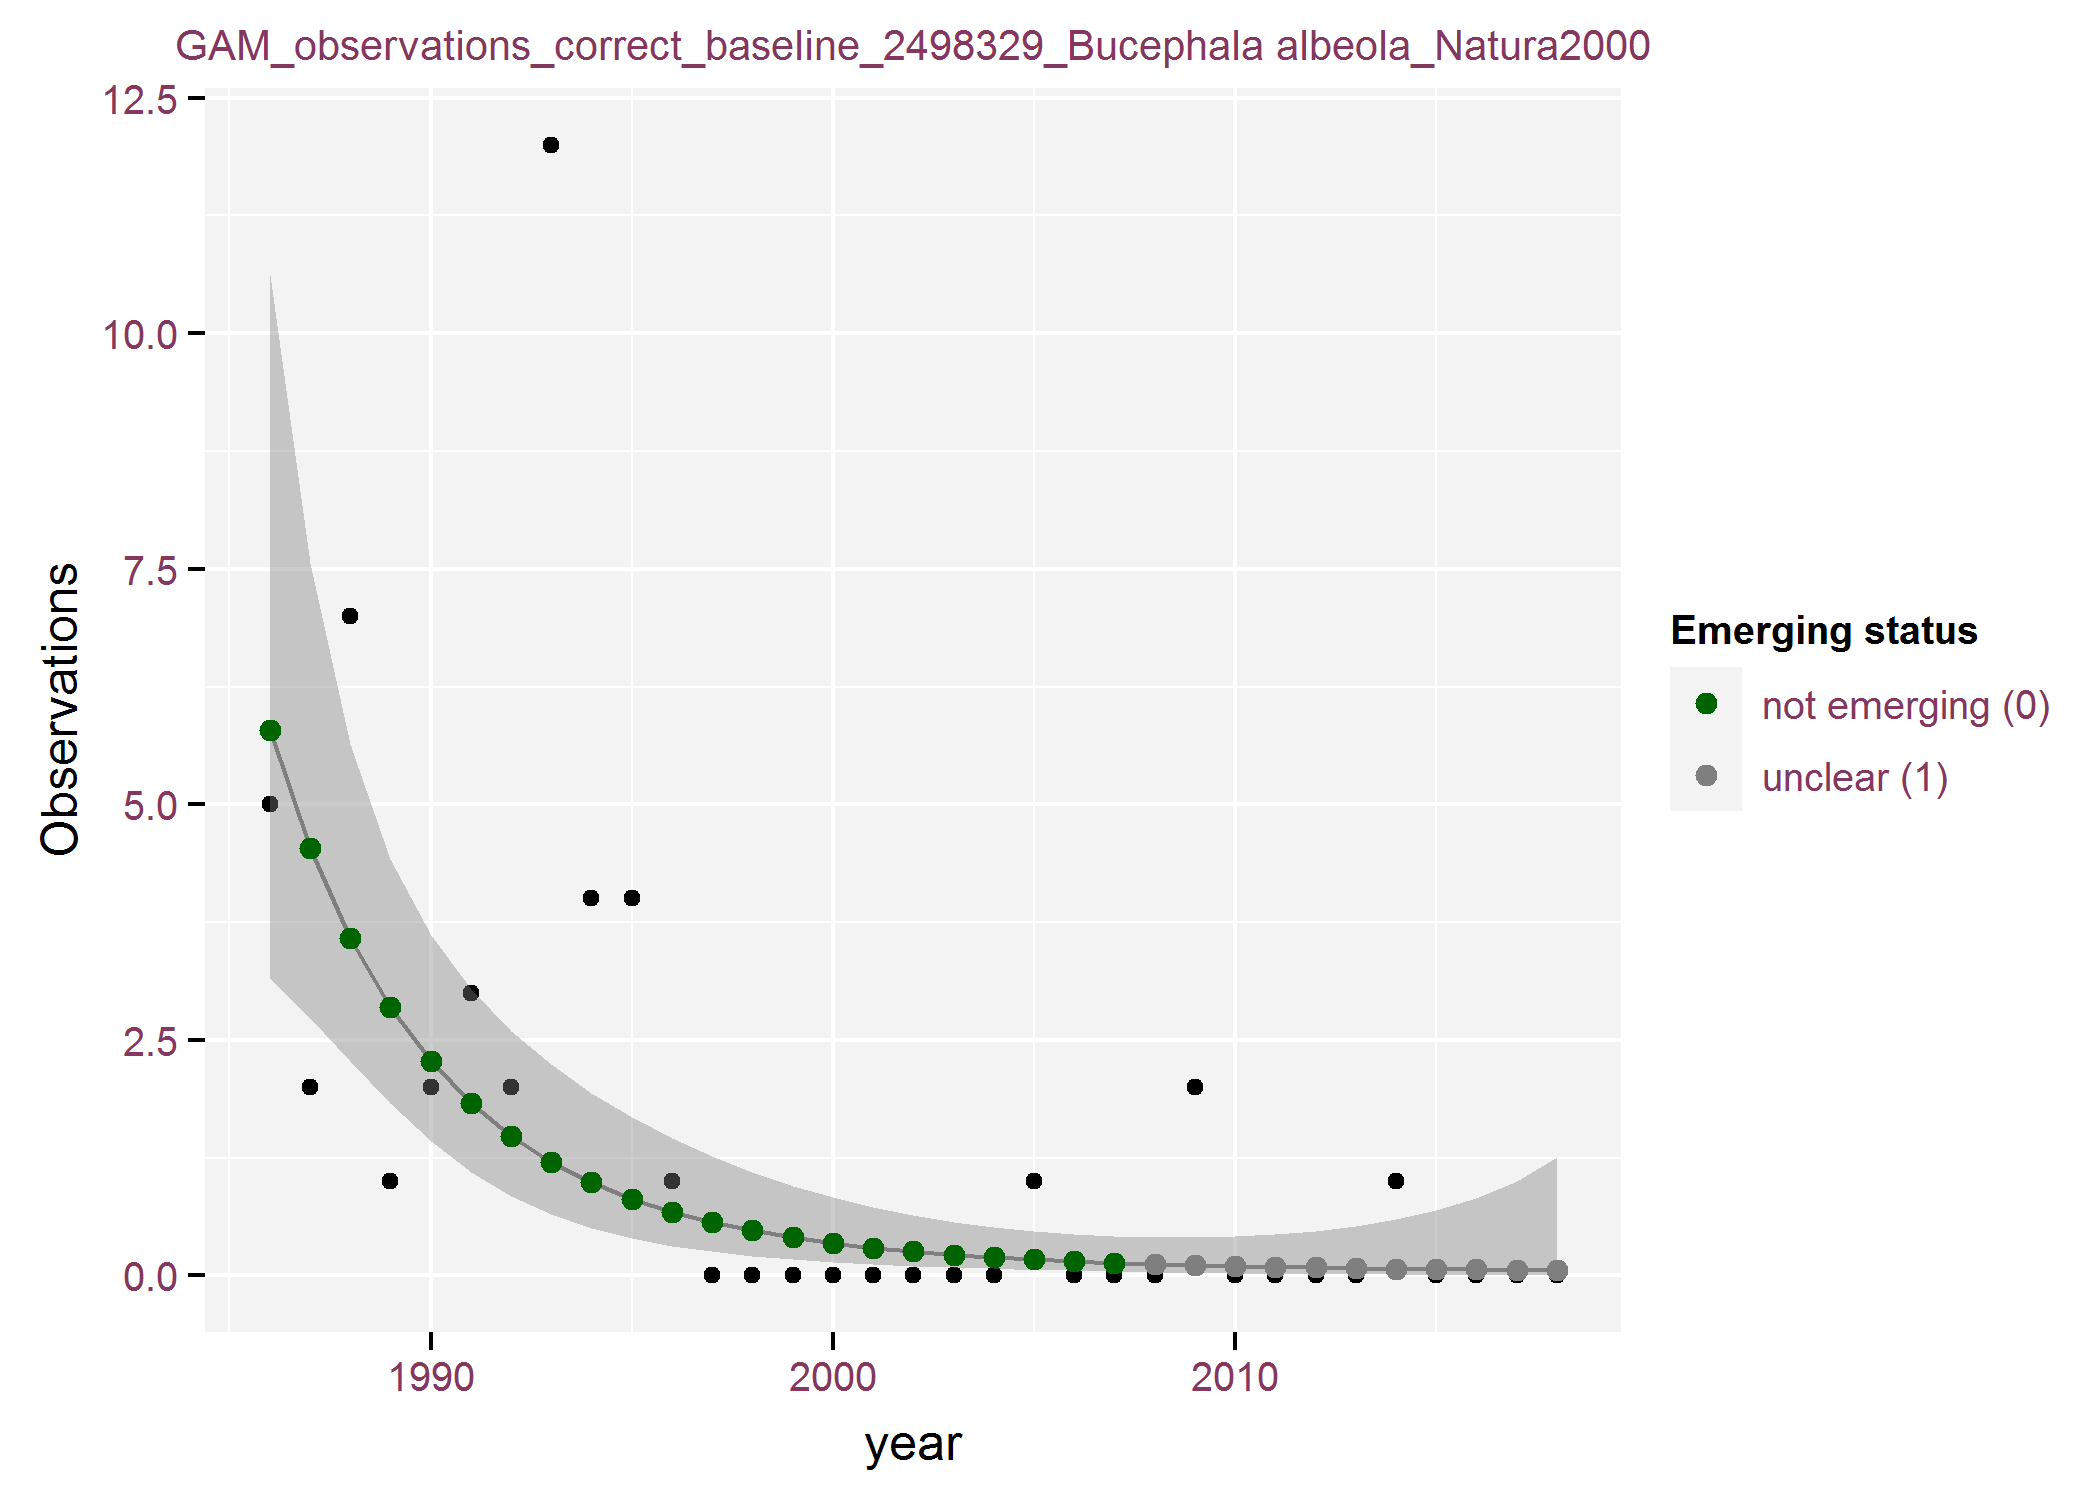 GAM_observations_correct_baseline_2498329_Bucephala albeola_Natura2000
12.5
10.0
7.5
5.0
2.5
0.0
Observations
1990
2000
2010
year
Emerging status
not emerging (0)
unclear (1)